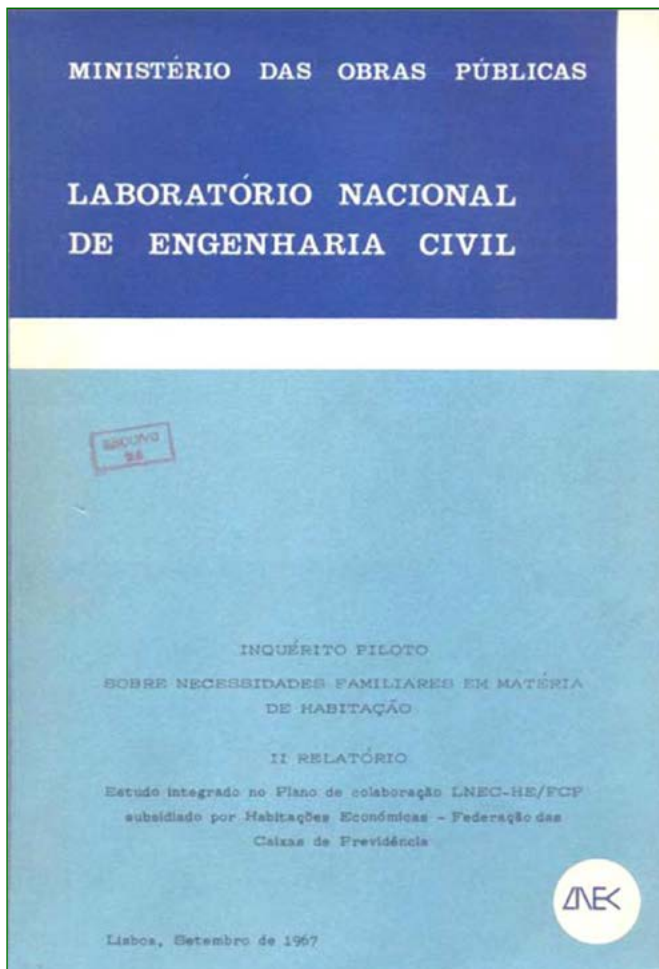 MINISTÉRIO DAS OBRAS PÚBLICAS
LABORATÓRIO NACIONAL
DE ENGENHARIA CIVIL
INQUÉRITO PILOTO
SOBRE NECESSIDADES FAMILIARES EM MATÉRIA
DE HABITAÇÃO
II RELATÓRIO
Estudo integrado no Plano de colaboração LNEC-HE/FCP
subsidiado por Habitações Económicas - Federação das
Caixas de Previdência
LNEC
Lisboa, Setembro de 1967